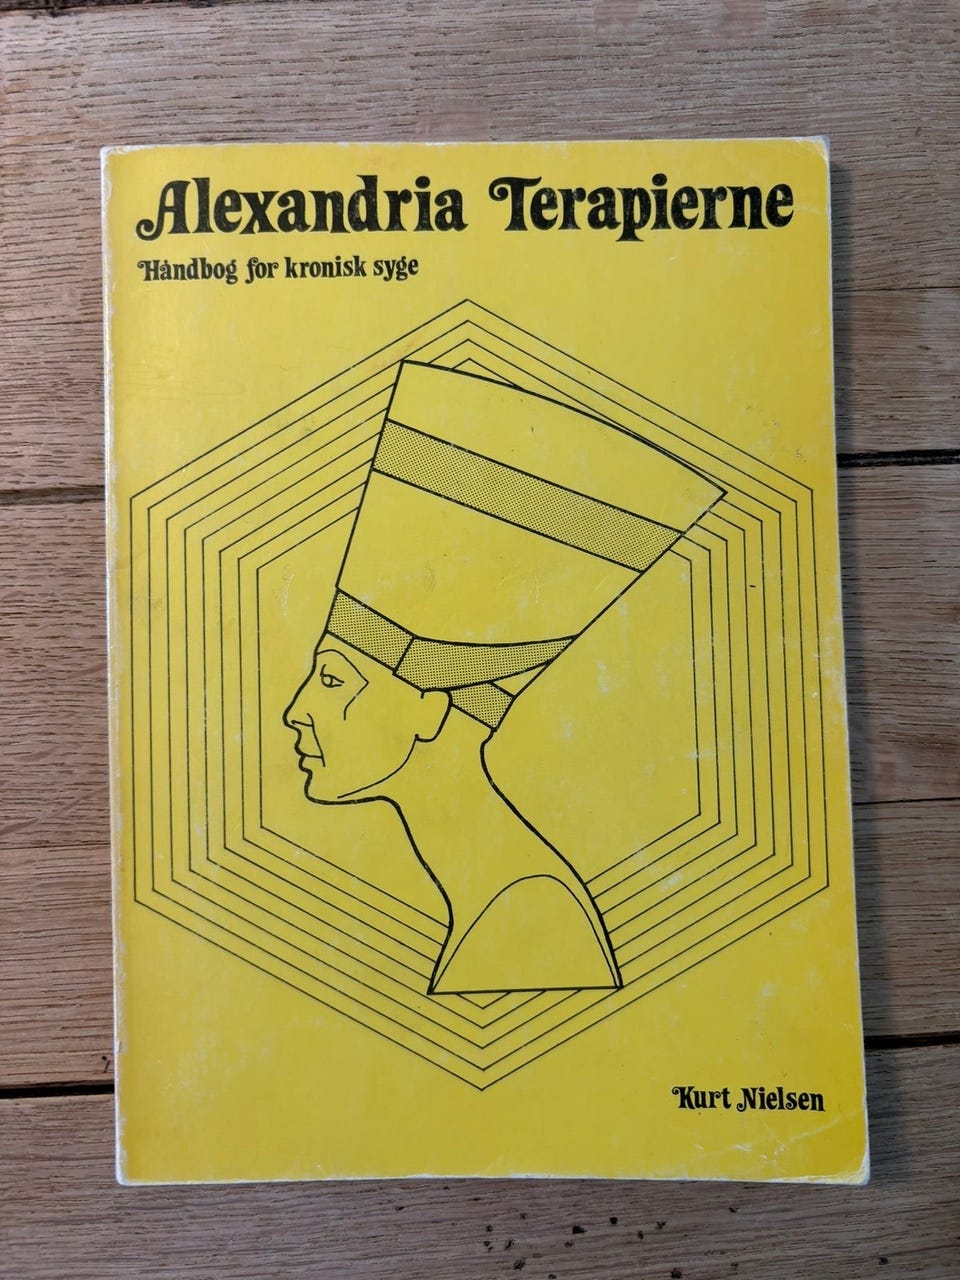 Alexandria Terapierne
Håndbog for kronisk syge
Kurt Nielsen